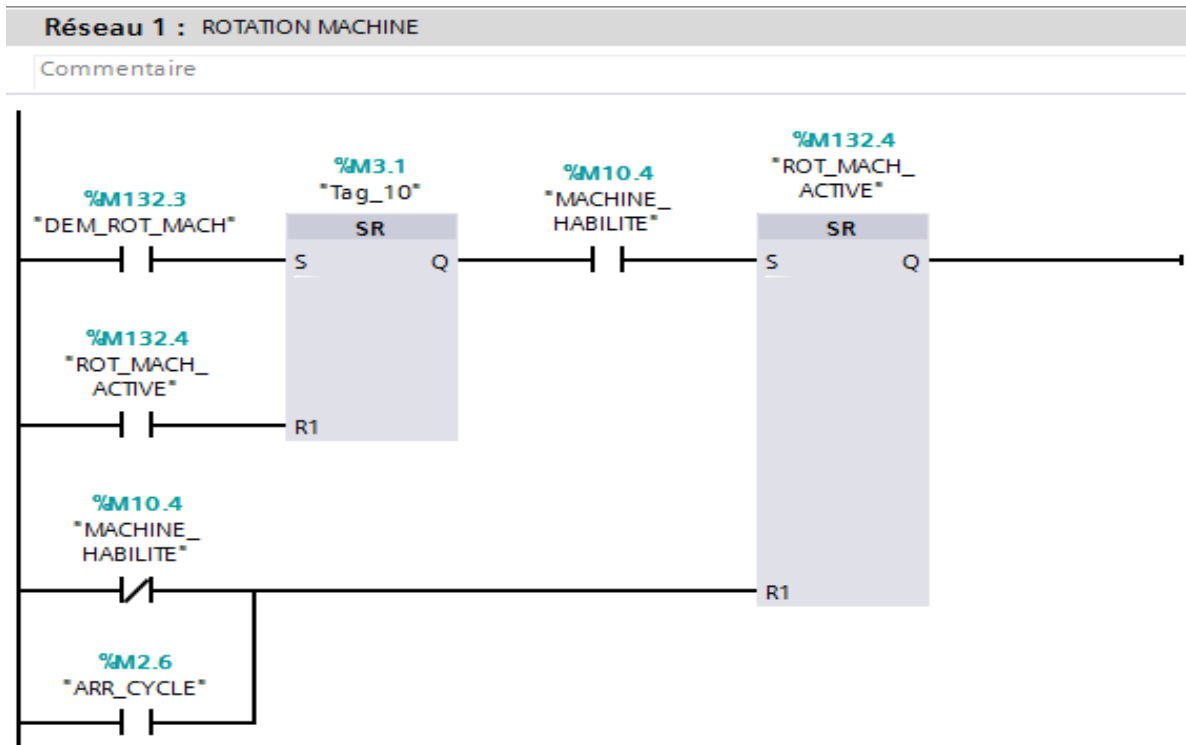 Réseau 1 : ROTATION MACHINE
Commentaire
%M132.3
"DEM_ROT_MACH"
%M3.1
"Tag_10"
SR
S
Q
%M10.4
"MACHINE_
HABILITE"
%M132.4
"ROT_MACH_
ACTIVE"
SR
S
Q
%M132.4
"ROT_MACH_
ACTIVE"
R1
%M10.4
"MACHINE_
HABILITE"
R1
%M2.6
"ARR_CYCLE"